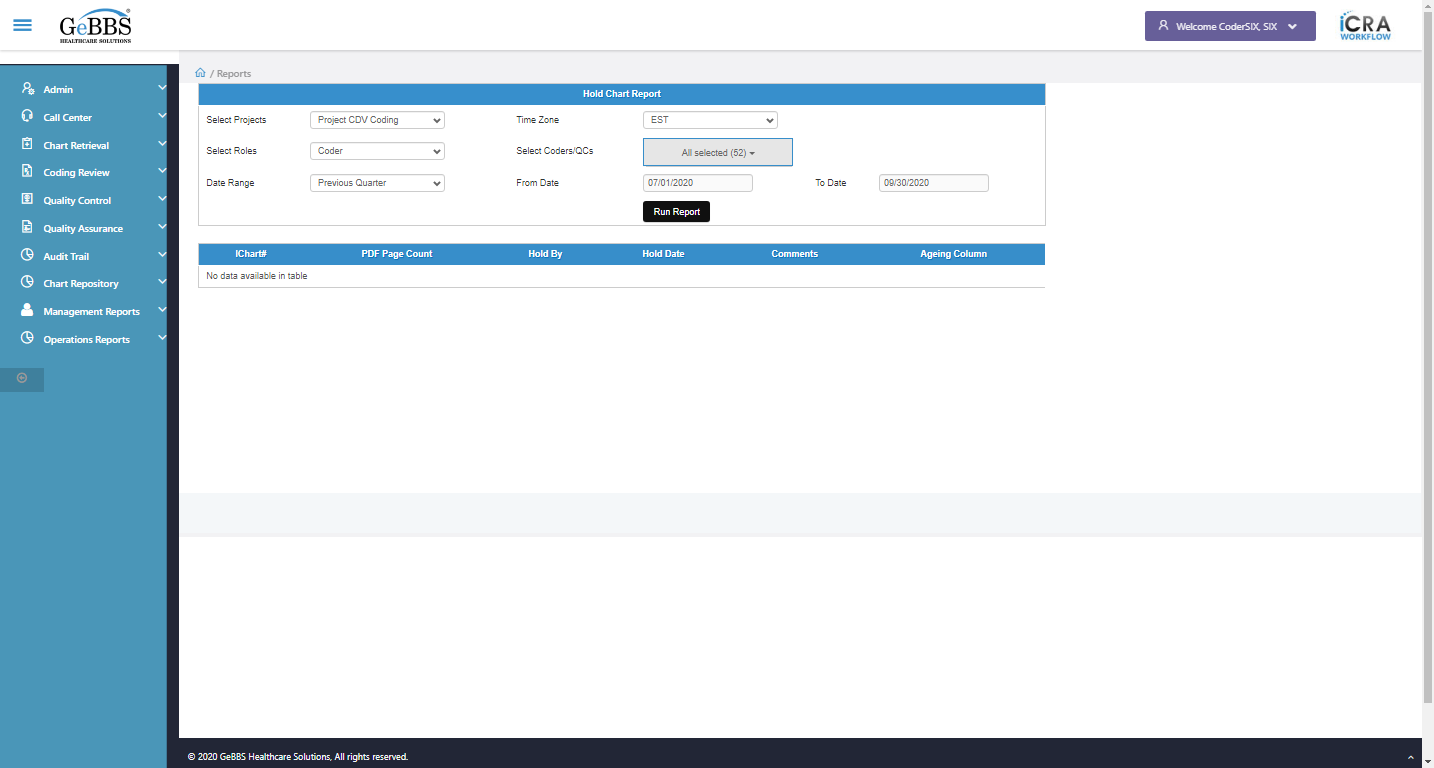 GeBBS®
HEALTHCARE SOLUTIONS
Welcome CoderSIX, SIX
iCRA
WORKFLOW
/ Reports
Admin
Call Center
Chart Retrieval
Coding Review
Quality Control
Quality Assurance
Audit Trail
Chart Repository
Management Reports
Operations Reports
Hold Chart Report
Select Projects Project CDV Coding Time Zone EST
Select Roles Coder Select Coders/QCs All selected (52)
Date Range Previous Quarter From Date 07/01/2020 To Date 09/30/2020
Run Report
IChart# PDF Page Count Hold By Hold Date Comments Ageing Column
No data available in table
© 2020 GeBBS Healthcare Solutions, All rights reserved.